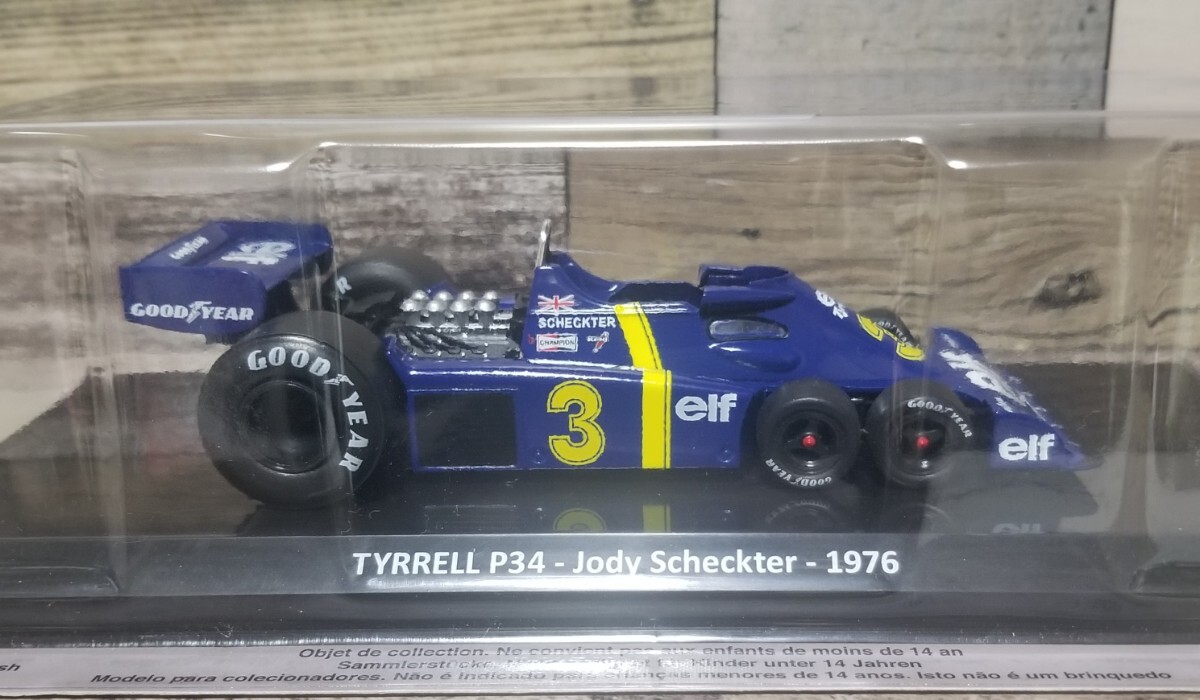 elf
GOODYEAR
GOODYEAR
SCHECKTER
CHAMPION
3
elf
GOODYEAR
GOODYEAR
elf
TYRRELL P34 - Jody Scheckter - 1976
Objet de collection. Ne convient pas aux enfants de moins de 14 an
Sammlerstück Kinder unter 14 Jahren
Modelo para colecionadores. Não é indicado para crianças menores de 14 anos. Isto não é um brinquedo